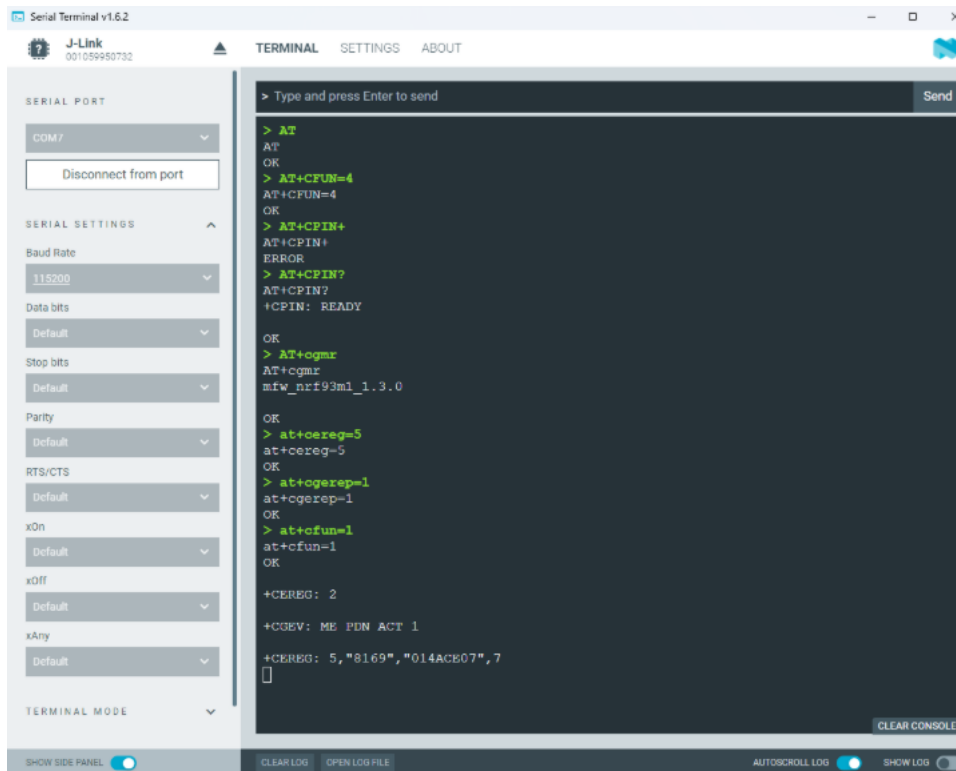 Serial Terminal v1.6.2
J-Link
001059950732
TERMINAL SETTINGS ABOUT
SERIAL PORT
COM7
Disconnect from port
SERIAL SETTINGS
Baud Rate
115200
Data bits
Default
Stop bits
Default
Parity
Default
RTS/CTS
Default
xOn
Default
xOff
Default
xAny
Default
TERMINAL MODE
SHOW SIDE PANEL
> Type and press Enter to send
Send
> AT
AT
OK
> AT+CFUN=4
AT+CFUN=4
OK
> AT+CPIN+
AT+CPIN+
ERROR
> AT+CPIN?
AT+CPIN?
+CPIN: READY
OK
> AT+cgmr
AT+cgmr
mfw_nrf93m1_1.3.0
OK
> at+cereg=5
at+cereg=5
OK
> at+cgerep=1
at+cgerep=1
OK
> at+cfun=1
at+cfun=1
OK
+CEREG: 2
+CGEV: ME PDN ACT 1
+CEREG: 5,"8169","014ACE07",7
CLEAR CONSOLE
CLEAR LOG OPEN LOG FILE
AUTOSCROLL LOG
SHOW LOG